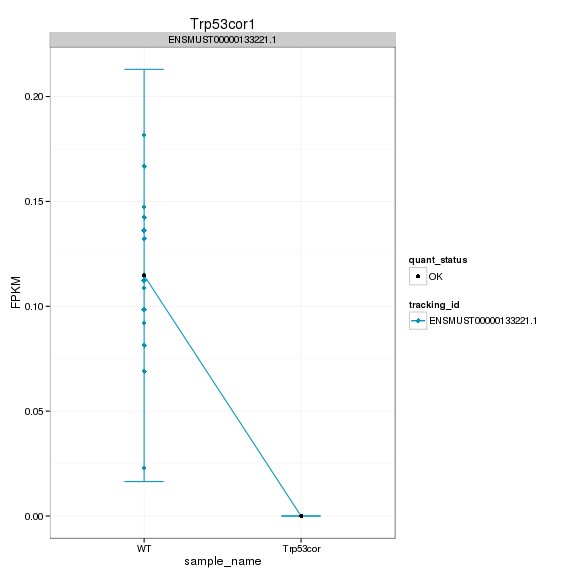 Trp53cor1
ENSMUST00000133221.1
0.20
0.15
0.10
0.05
0.00
FPKM
WT
Trp53cor
sample_name
quant_status
OK
tracking_id
ENSMUST00000133221.1